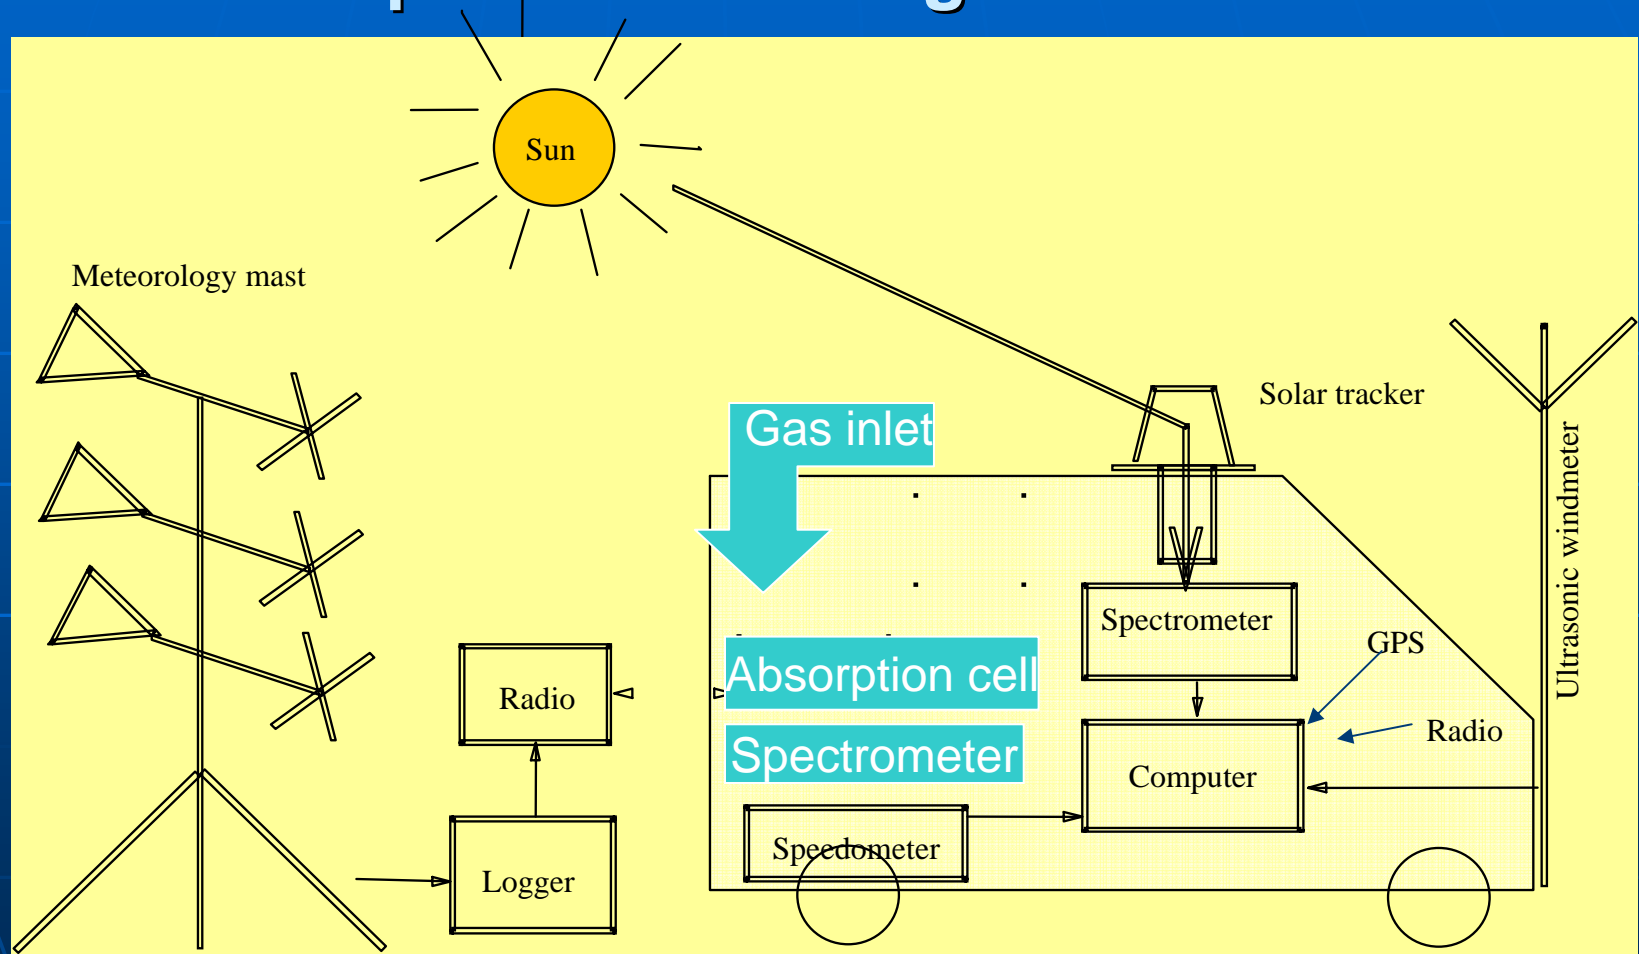 Sun
Meteorology mast
Solar tracker
Gas inlet
Ultrasonic windmeter
Spectrometer
GPS
Absorption cell
Radio
Radio
Spectrometer
Computer
Speedometer
Logger